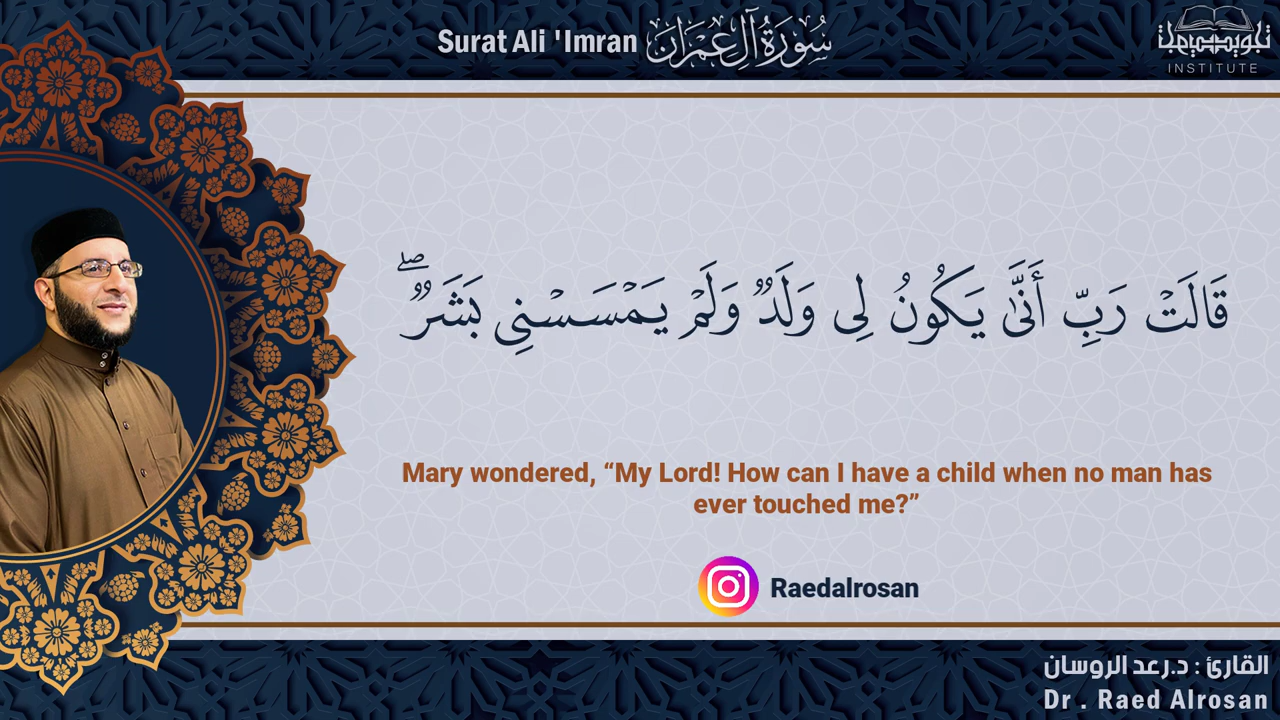 Surat Ali 'Imran سُورَةُ آلِ عِمْرَان
INSTITUTE
قَالَتْ رَبِّ أَنَّىٰ يَكُونُ لِى وَلَدٌ وَلَمْ يَمْسَسْنِى بَشَرٌ ۖ
Mary wondered, “My Lord! How can I have a child when no man has
ever touched me?”
Raedalrosan
القارئ : د.رعد الروسان
Dr . Raed Alrosan